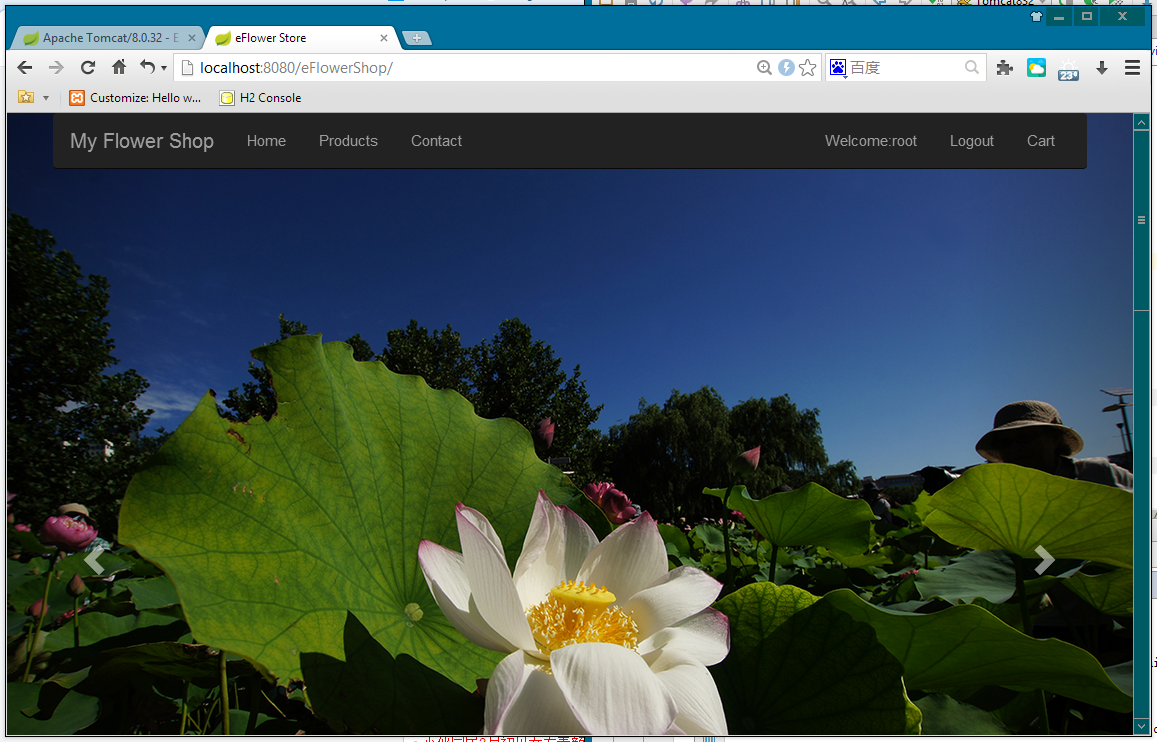 Tomcat832
Apache Tomcat/8.0.32 - E
eFlower Store
localhost:8080/eFlowerShop/
百度
23°
Customize: Hello w...
H2 Console
My Flower Shop
Home
Products
Contact
Welcome:root
Logout
Cart